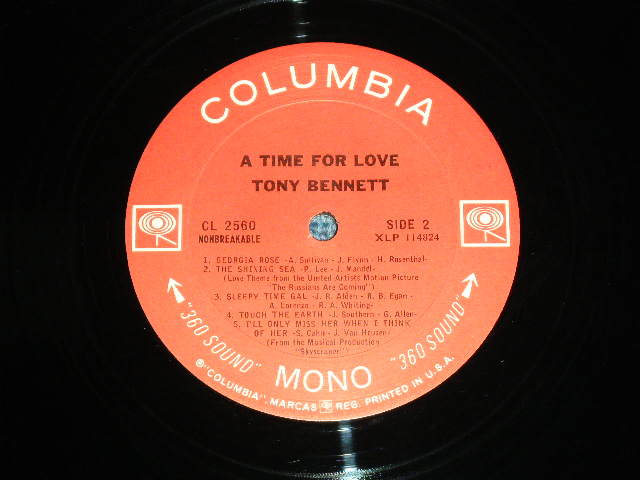 COLUMBIA
A TIME FOR LOVE
TONY BENNETT
CL 2560
NONBREAKABLE
SIDE 2
XLP 114824
1. GEORGIA ROSE -A. Sullivan- J. Flynn - H. Rosenthal-
2. THE SHINING SEA -P. Lee - J. Mandel-
(Love Theme from the United Artists Motion Picture
"The Russians Are Coming")
3. SLEEPY TIME GAL -J. R. Alden - R. B. Egan -
A. Lorenzo - R. A. Whiting-
4. TOUCH THE EARTH -J. Southern - G. Allen-
5. I'LL ONLY MISS HER WHEN I THINK
OF HER -S. Cahn - J. Van Heusen-
(From the Musical Production
"Skyscraper")
"360 SOUND"
MONO
"360 SOUND"
® "COLUMBIA", MARCAS REG. PRINTED IN U.S.A.